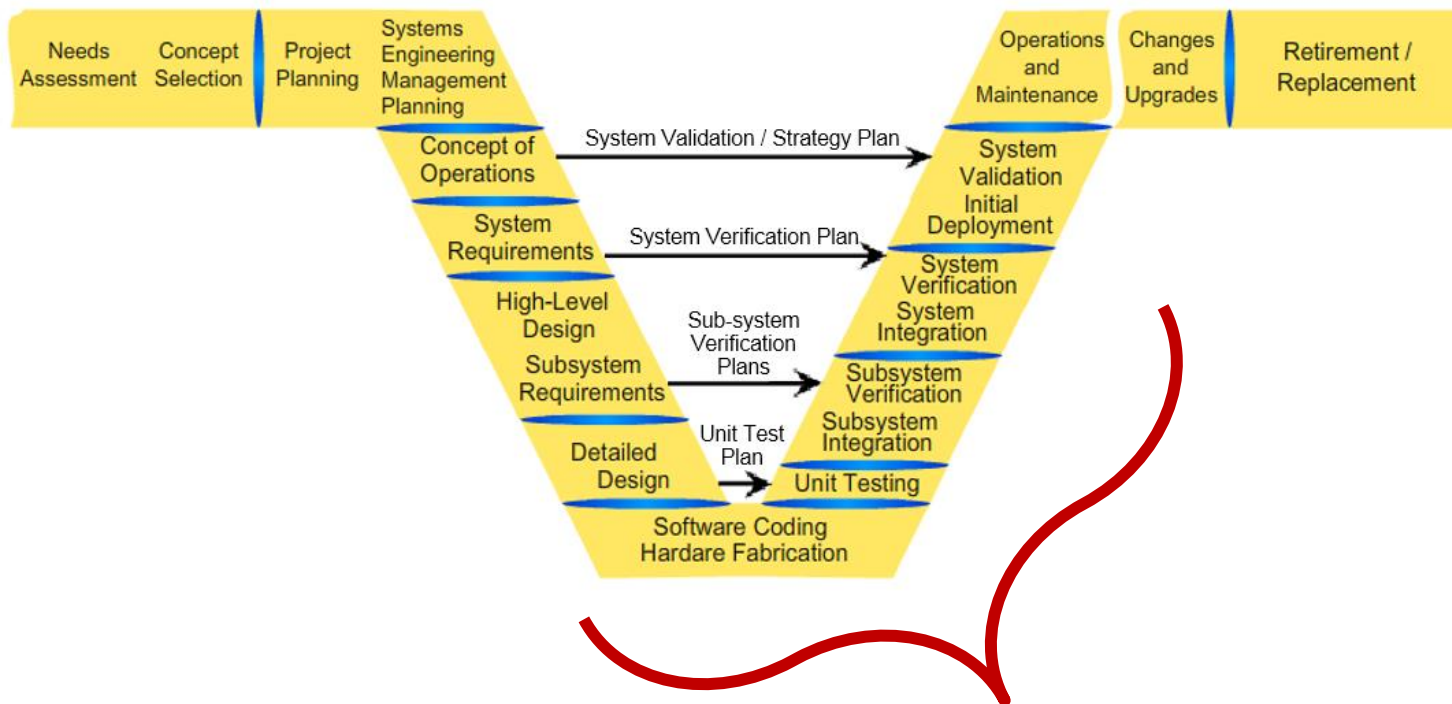 Needs
Assessment
Concept
Selection
Project
Planning
Systems
Engineering
Management
Planning
Operations
and
Maintenance
Changes
and
Upgrades
Retirement /
Replacement
Concept of
Operations
System Validation / Strategy Plan
System
Validation
Initial
Deployment
System
Requirements
System Verification Plan
System
Verification
System
Integration
High-Level
Design
Subsystem
Requirements
Sub-system
Verification
Plans
Subsystem
Verification
Subsystem
Integration
Detailed
Design
Unit Test
Plan
Unit Testing
Software Coding
Hardare Fabrication